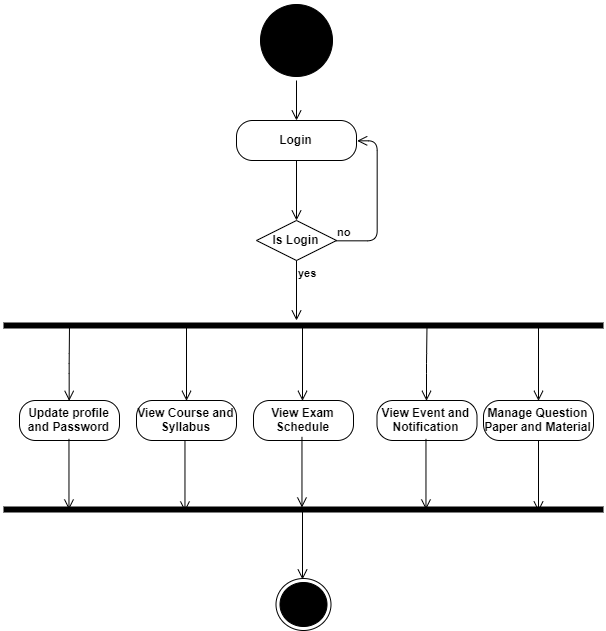 Login
Is Login
no
yes
Update profile
and Password
View Course and
Syllabus
View Exam
Schedule
View Event and
Notification
Manage Question
Paper and Material